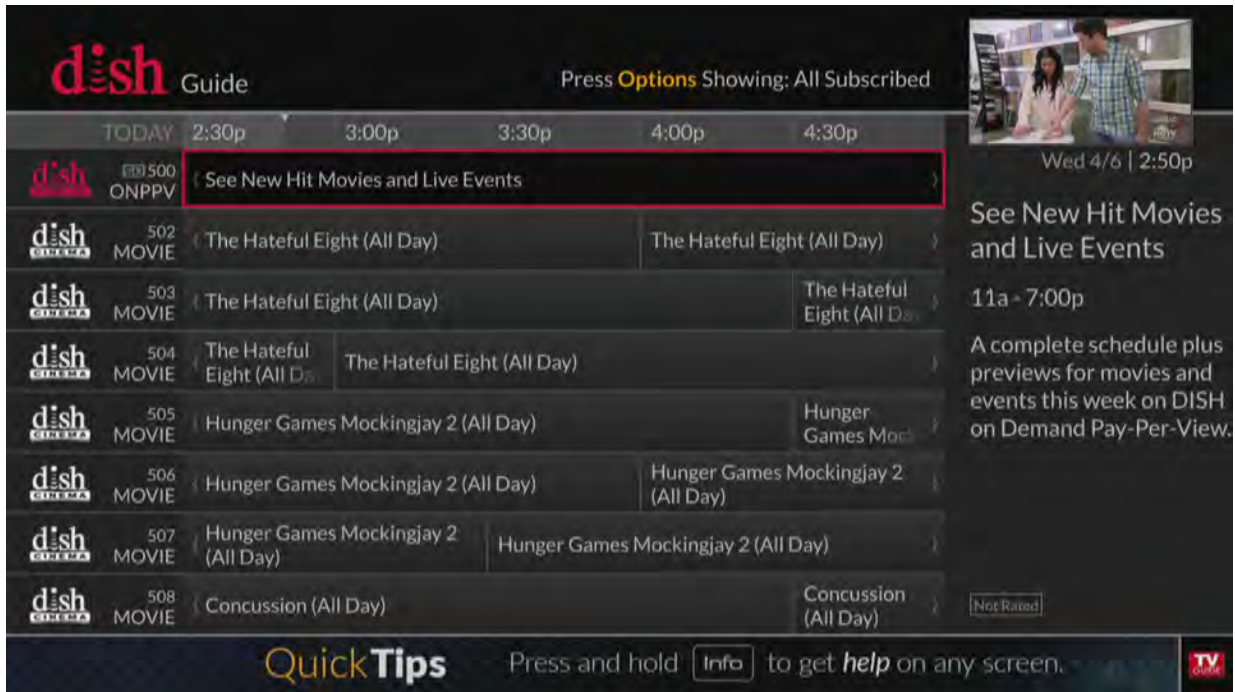 dish Guide
Press Options Showing: All Subscribed
TODAY 2:30p 3:00p 3:30p 4:00p 4:30p
Wed 4/6 | 2:50p
dish 500
ONPPV
See New Hit Movies and Live Events
See New Hit Movies
and Live Events
11a - 7:00p
A complete schedule plus
previews for movies and
events this week on DISH
on Demand Pay-Per-View.
Not Rated
dish CINEMA 502
MOVIE
The Hateful Eight (All Day)
The Hateful Eight (All Day)
dish CINEMA 503
MOVIE
The Hateful Eight (All Day)
The Hateful
Eight (All Da
dish CINEMA 504
MOVIE
The Hateful
Eight (All Da
The Hateful Eight (All Day)
dish CINEMA 505
MOVIE
Hunger Games Mockingjay 2 (All Day)
Hunger
Games Moc
dish CINEMA 506
MOVIE
Hunger Games Mockingjay 2 (All Day)
Hunger Games Mockingjay 2
(All Day)
dish CINEMA 507
MOVIE
Hunger Games Mockingjay 2
(All Day)
Hunger Games Mockingjay 2 (All Day)
dish CINEMA 508
MOVIE
Concussion (All Day)
Concussion
(All Day)
QuickTips Press and hold Info to get help on any screen.
TV
GUIDE